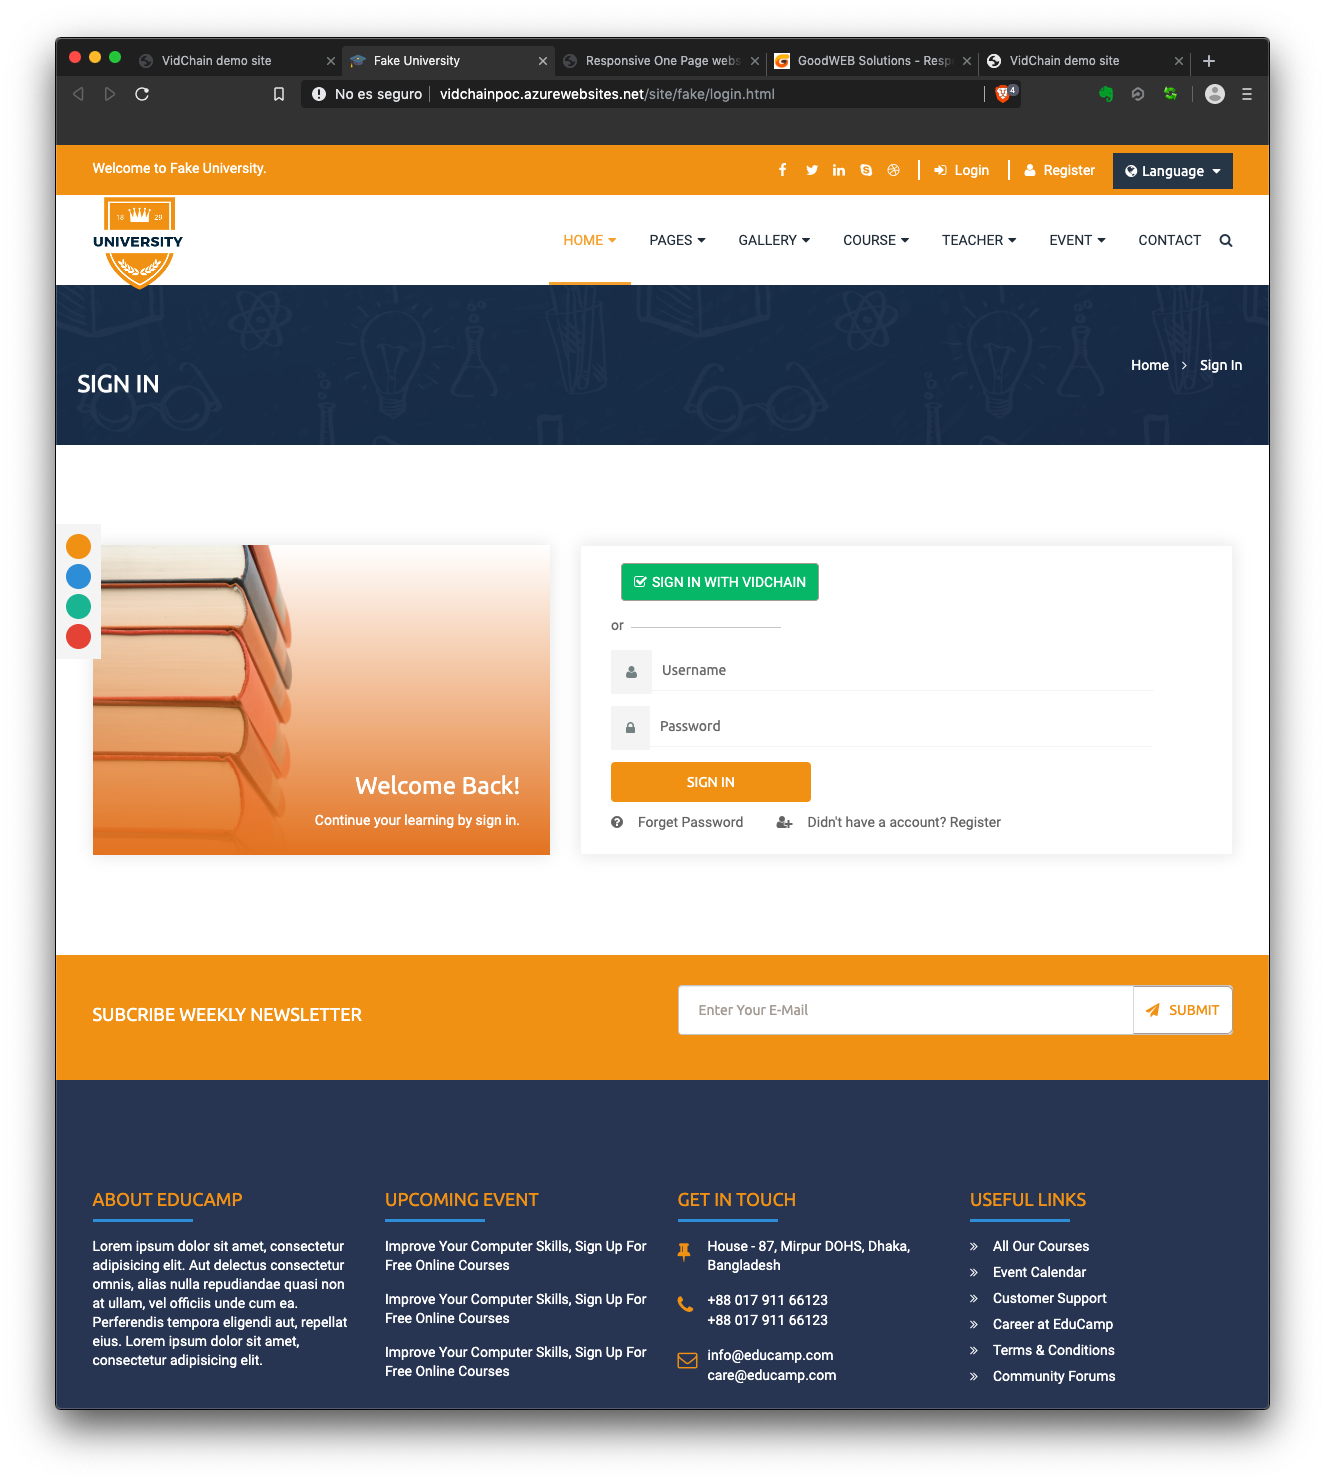 VidChain demo site
Fake University
Responsive One Page webs
GoodWEB Solutions - Resp
VidChain demo site
No es seguro
vidchainpoc.azurewebsites.net/site/fake/login.html
4
Welcome to Fake University.
Login
Register
Language
18 29
UNIVERSITY
HOME
PAGES
GALLERY
COURSE
TEACHER
EVENT
CONTACT
SIGN IN
Home
Sign In
Welcome Back!
Continue your learning by sign in.
SIGN IN WITH VIDCHAIN
or
Username
Password
SIGN IN
Forget Password
Didn't have a account? Register
SUBCRIBE WEEKLY NEWSLETTER
Enter Your E-Mail
SUBMIT
ABOUT EDUCAMP
Lorem ipsum dolor sit amet, consectetur
adipisicing elit. Aut delectus consectetur
omnis, alias nulla repudiandae quasi non
at ullam, vel officiis unde cum ea.
Perferendis tempora eligendi aut, repellat
eius. Lorem ipsum dolor sit amet,
consectetur adipisicing elit.
UPCOMING EVENT
Improve Your Computer Skills, Sign Up For
Free Online Courses
Improve Your Computer Skills, Sign Up For
Free Online Courses
Improve Your Computer Skills, Sign Up For
Free Online Courses
GET IN TOUCH
House - 87, Mirpur DOHS, Dhaka,
Bangladesh
+88 017 911 66123
+88 017 911 66123
info@educamp.com
care@educamp.com
USEFUL LINKS
All Our Courses
Event Calendar
Customer Support
Career at EduCamp
Terms & Conditions
Community Forums